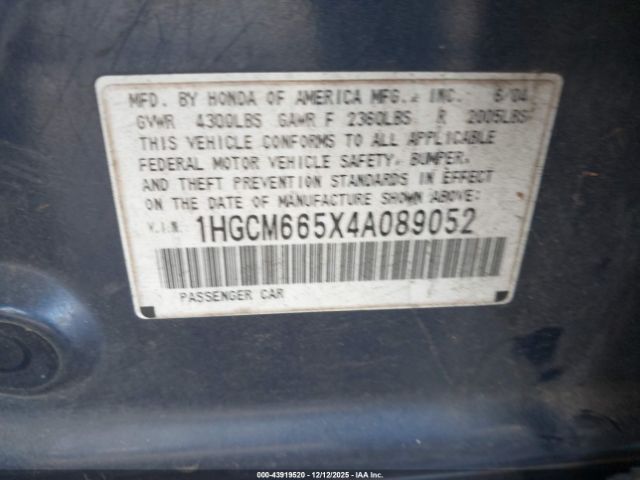 MFD. BY HONDA OF AMERICA MFG., INC. 6/04
GVWR 4300LBS GAWR F 2360LBS R 2005LBS
THIS VEHICLE CONFORMS TO ALL APPLICABLE
FEDERAL MOTOR VEHICLE SAFETY, BUMPER,
AND THEFT PREVENTION STANDARDS IN EFFECT
ON THE DATE OF MANUFACTURE SHOWN ABOVE.
V.I.N. 1HGCM665X4A089052
PASSENGER CAR
000-43919520 - 12/12/2025 - IAA Inc.